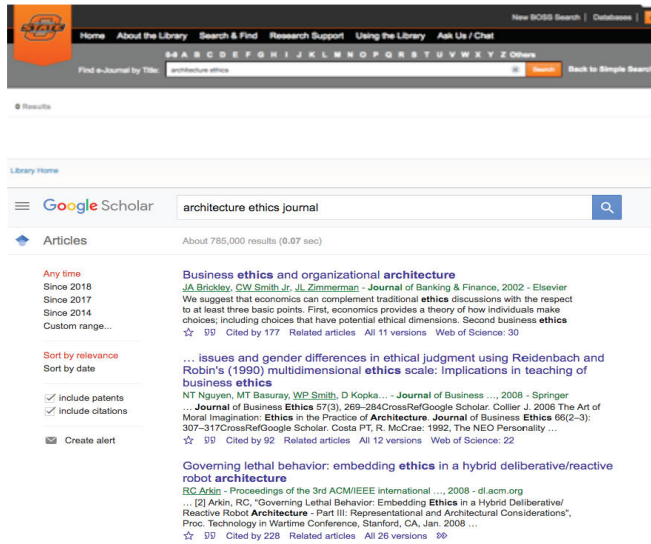 New BOSS Search | Databases |
Home About the Library Search & Find Research Support Using the Library Ask Us / Chat
0-9 A B C D E F G H I J K L M N O P Q R S T U V W X Y Z Others
Find e-Journal by Title: architecture ethics Search Back to Simple Searc
0 Results
Library Home
Google Scholar architecture ethics journal
Articles About 785,000 results (0.07 sec)
Any time
Since 2018
Since 2017
Since 2014
Custom range...
Sort by relevance
Sort by date
include patents
include citations
Create alert
Business ethics and organizational architecture
JA Brickley, CW Smith Jr, JL Zimmerman - Journal of Banking & Finance, 2002 - Elsevier
We suggest that economics can complement traditional ethics discussions with the respect
to at least three basic points. First, economics provides a theory of how individuals make
choices; including choices that have potential ethical dimensions. Second business ethics
Cited by 177 Related articles All 11 versions Web of Science: 30
… issues and gender differences in ethical judgment using Reidenbach and
Robin's (1990) multidimensional ethics scale: Implications in teaching of
business ethics
NT Nguyen, MT Basuray, WP Smith, D Kopka… - Journal of Business …, 2008 - Springer
… Journal of Business Ethics 57(3), 269–284CrossRefGoogle Scholar. Collier J. 2006 The Art of
Moral Imagination: Ethics in the Practice of Architecture. Journal of Business Ethics 66(2–3):
307–317CrossRefGoogle Scholar. Costa PT, R. McCrae: 1992, The NEO Personality …
Cited by 92 Related articles All 12 versions Web of Science: 22
Governing lethal behavior: embedding ethics in a hybrid deliberative/reactive
robot architecture
RC Arkin - Proceedings of the 3rd ACM/IEEE international …, 2008 - dl.acm.org
… [2] Arkin, RC, "Governing Lethal Behavior: Embedding Ethics in a Hybrid Deliberative/
Reactive Robot Architecture - Part III: Representational and Architectural Considerations",
Proc. Technology in Wartime Conference, Stanford, CA, Jan. 2008 …
Cited by 228 Related articles All 26 versions